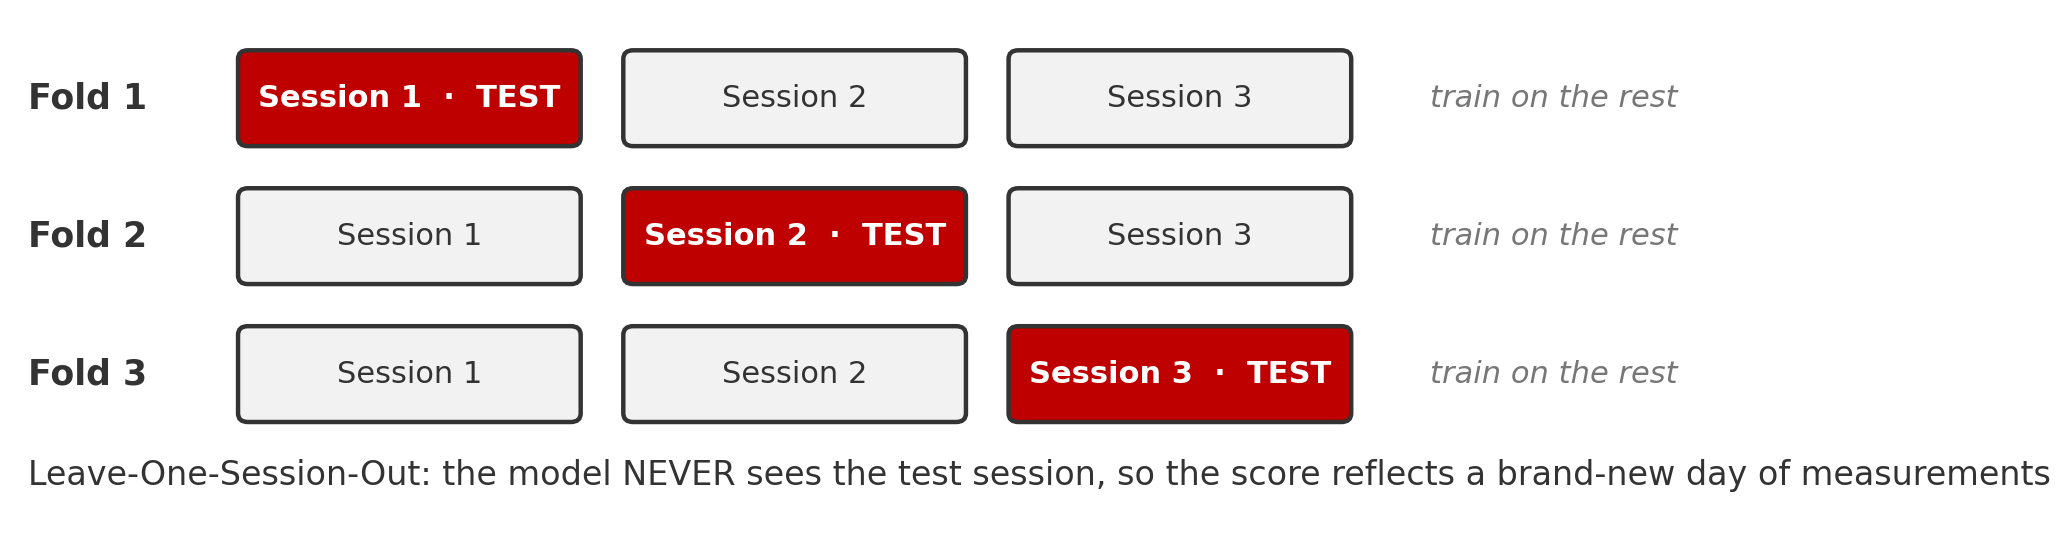 Fold 1 Session 1 · TEST Session 2 Session 3 train on the rest
Fold 2 Session 1 Session 2 · TEST Session 3 train on the rest
Fold 3 Session 1 Session 2 Session 3 · TEST train on the rest
Leave-One-Session-Out: the model NEVER sees the test session, so the score reflects a brand-new day of measurements